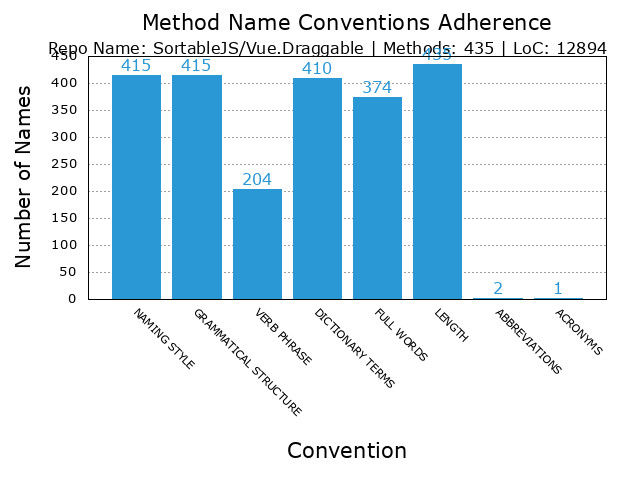 Method Name Conventions Adherence
Repo Name: SortableJS/Vue.Draggable | Methods: 435 | LoC: 12894
Number of Names
450
400
350
300
250
200
150
100
50
0
415
415
204
410
374
435
2
1
NAMING STYLE
GRAMMATICAL STRUCTURE
VERB PHRASE
DICTIONARY TERMS
FULL WORDS
LENGTH
ABBREVIATIONS
ACRONYMS
Convention